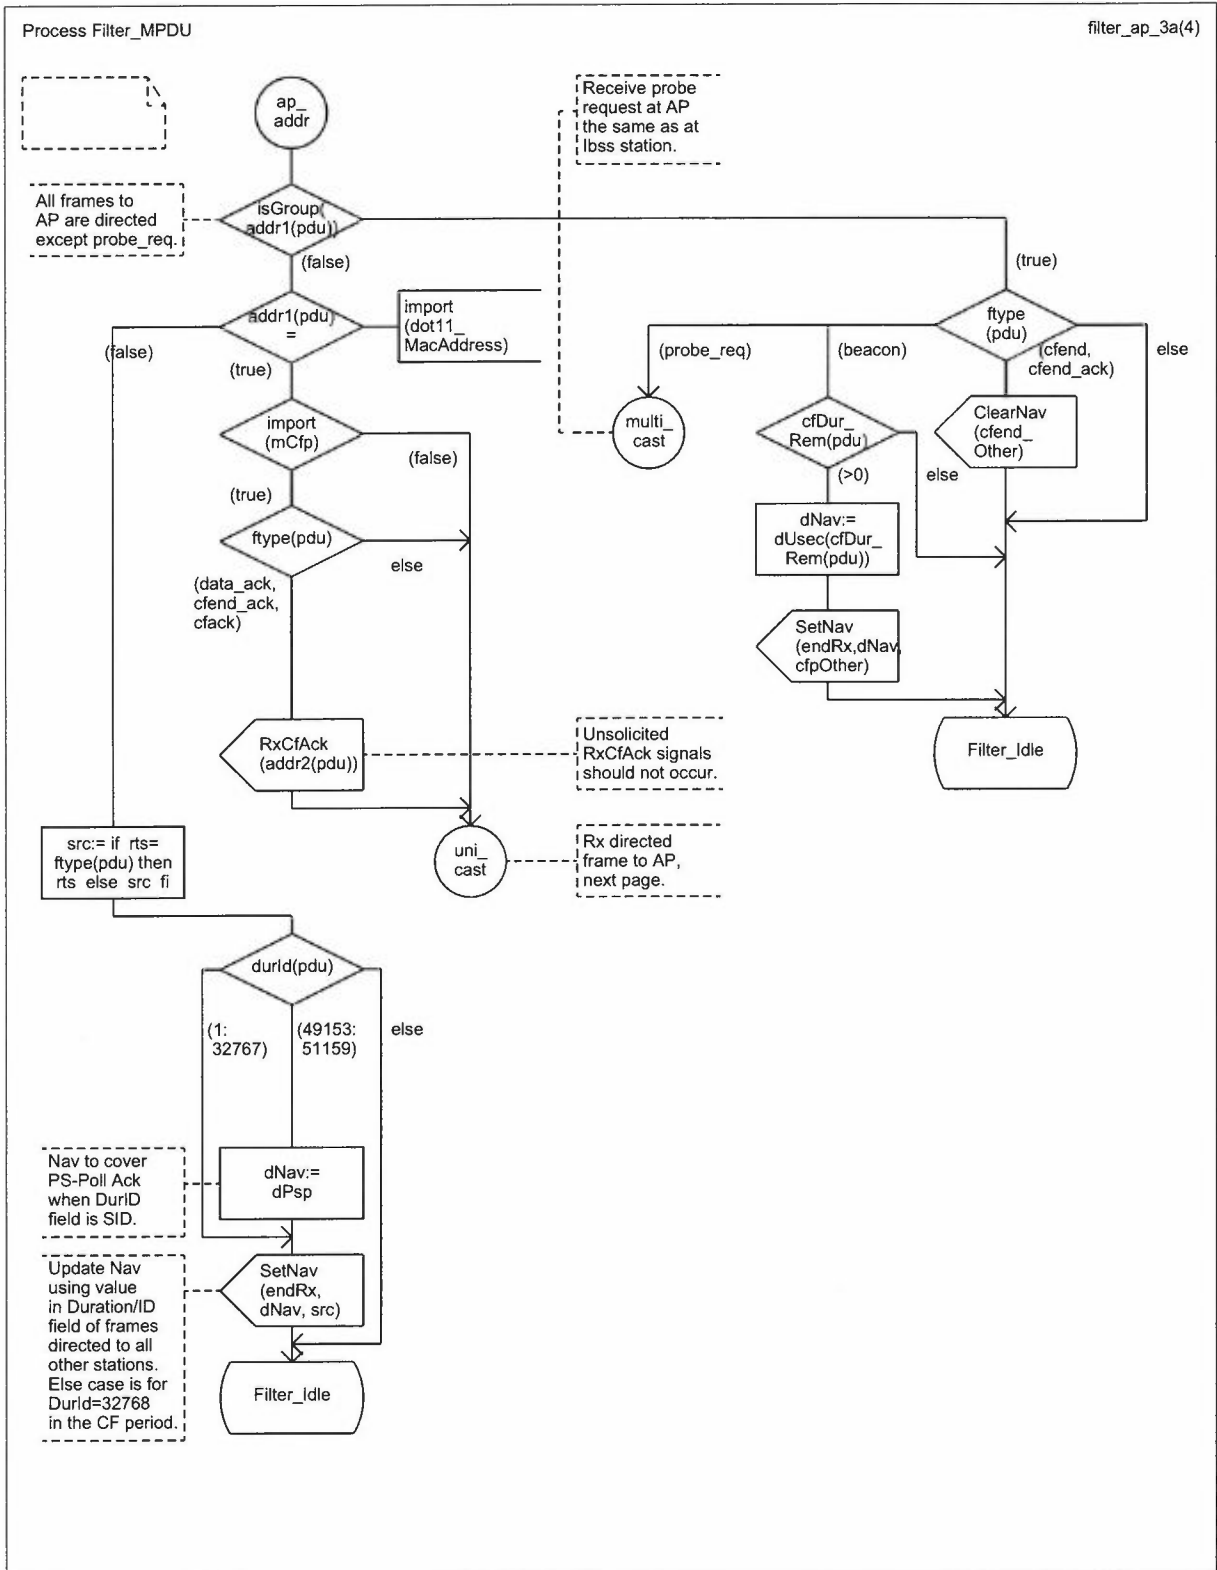 Process Filter_MPDU
filter_ap_3a(4)
ap_
addr
Receive probe
request at AP
the same as at
Ibss station.
All frames to
AP are directed
except probe_req.
isGroup(
addr1(pdu))
(false)
(true)
addr1(pdu)
=
import
(dot11_
MacAddress)
(false)
(true)
ftype
(pdu)
(probe_req)
(beacon)
(cfend,
cfend_ack)
else
import
(mCfp)
(false)
(true)
multi_
cast
cfDur_
Rem(pdu)
(>0)
else
ClearNav
(cfend_
Other)
ftype(pdu)
else
(data_ack,
cfend_ack,
cfack)
dNav:=
dUsec(cfDur_
Rem(pdu))
SetNav
(endRx,dNav,
cfpOther)
Filter_Idle
RxCfAck
(addr2(pdu))
Unsolicited
RxCfAck signals
should not occur.
uni_
cast
Rx directed
frame to AP,
next page.
src:= if rts=
ftype(pdu) then
rts else src fi
durId(pdu)
(1:
32767)
(49153:
51159)
else
Nav to cover
PS-Poll Ack
when DurID
field is SID.
dNav:=
dPsp
Update Nav
using value
in Duration/ID
field of frames
directed to all
other stations.
Else case is for
DurId=32768
in the CF period.
SetNav
(endRx,
dNav, src)
Filter_Idle